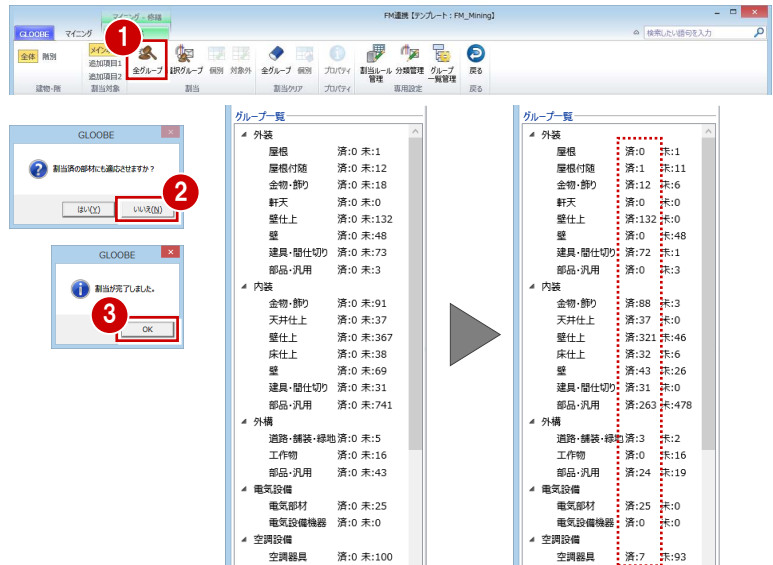 マイニング - 修繕
FM連携 【テンプレート : FM_Mining】
GLOOBE マイニング
検索したい語句を入力
1
全体 階別
追加項目1
追加項目2
全グループ 選択グループ 個別 対象外 全グループ 個別 プロパティ 割当ルール管理 分類管理 グループ一覧管理 戻る
建物・階 割当対象 割当 割当クリア プロパティ 専用設定 戻る
GLOOBE
割当済の部材にも適応させますか?
はい(Y) いいえ(N)
2
GLOOBE
割当が完了しました。
OK
3
グループ一覧
外装
屋根 済:0 未:1
屋根付随 済:0 未:12
金物・飾り 済:0 未:18
軒天 済:0 未:0
壁仕上 済:0 未:132
壁 済:0 未:48
建具・間仕切り 済:0 未:73
部品・汎用 済:0 未:3
内装
金物・飾り 済:0 未:91
天井仕上 済:0 未:37
壁仕上 済:0 未:367
床仕上 済:0 未:38
壁 済:0 未:69
建具・間仕切り 済:0 未:31
部品・汎用 済:0 未:741
外構
道路・舗装・緑地 済:0 未:5
工作物 済:0 未:16
部品・汎用 済:0 未:43
電気設備
電気部材 済:0 未:25
電気設備機器 済:0 未:0
空調設備
空調器具 済:0 未:100
グループ一覧
外装
屋根 済:0 未:1
屋根付随 済:1 未:11
金物・飾り 済:12 未:6
軒天 済:0 未:0
壁仕上 済:132 未:0
壁 済:0 未:48
建具・間仕切り 済:72 未:1
部品・汎用 済:0 未:3
内装
金物・飾り 済:88 未:3
天井仕上 済:37 未:0
壁仕上 済:321 未:46
床仕上 済:32 未:6
壁 済:43 未:26
建具・間仕切り 済:31 未:0
部品・汎用 済:263 未:478
外構
道路・舗装・緑地 済:3 未:2
工作物 済:0 未:16
部品・汎用 済:24 未:19
電気設備
電気部材 済:25 未:0
電気設備機器 済:0 未:0
空調設備
空調器具 済:7 未:93